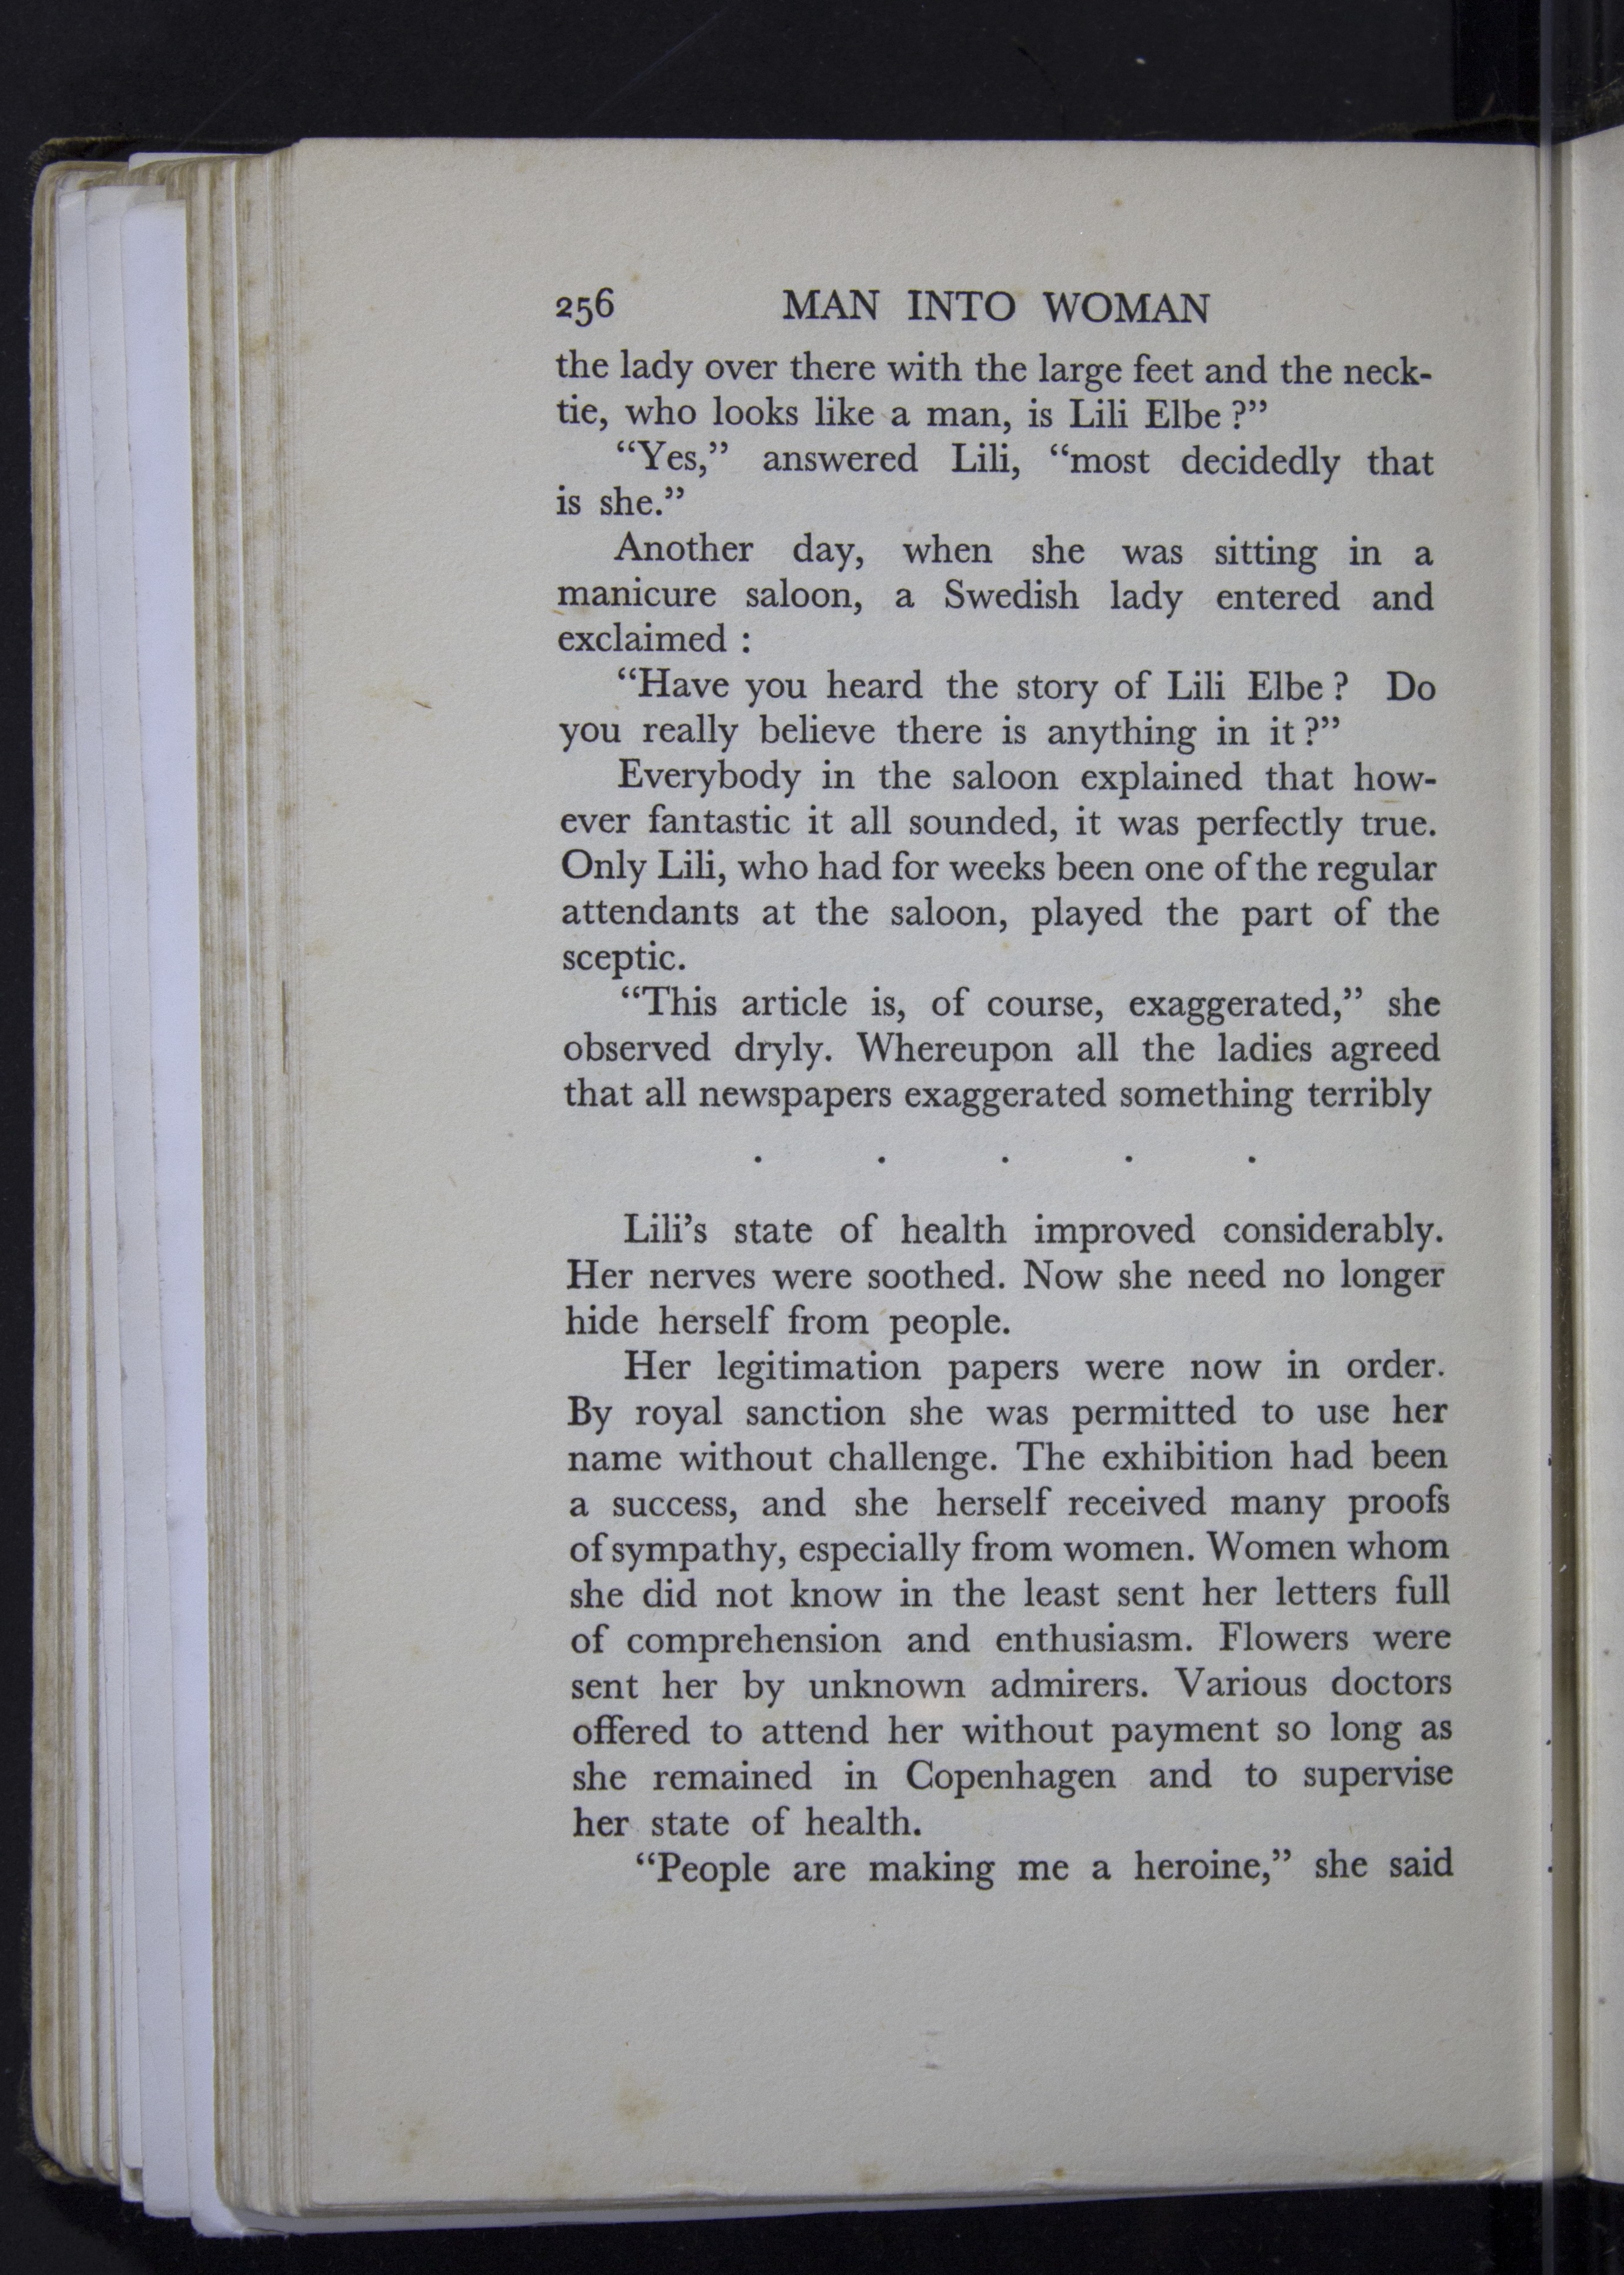 256 MAN INTO WOMAN
the lady over there with the large feet and the neck-
tie, who looks like a man, is Lili Elbe ?”
“Yes,” answered Lili, “most decidedly that
is she.”
Another day, when she was sitting in a
manicure saloon, a Swedish lady entered and
exclaimed :
“Have you heard the story of Lili Elbe ? Do
you really believe there is anything in it ?”
Everybody in the saloon explained that how-
ever fantastic it all sounded, it was perfectly true.
Only Lili, who had for weeks been one of the regular
attendants at the saloon, played the part of the
sceptic.
“This article is, of course, exaggerated,” she
observed dryly. Whereupon all the ladies agreed
that all newspapers exaggerated something terribly
. . . . .
Lili’s state of health improved considerably.
Her nerves were soothed. Now she need no longer
hide herself from people.
Her legitimation papers were now in order.
By royal sanction she was permitted to use her
name without challenge. The exhibition had been
a success, and she herself received many proofs
of sympathy, especially from women. Women whom
she did not know in the least sent her letters full
of comprehension and enthusiasm. Flowers were
sent her by unknown admirers. Various doctors
offered to attend her without payment so long as
she remained in Copenhagen and to supervise
her state of health.
“People are making me a heroine,” she said